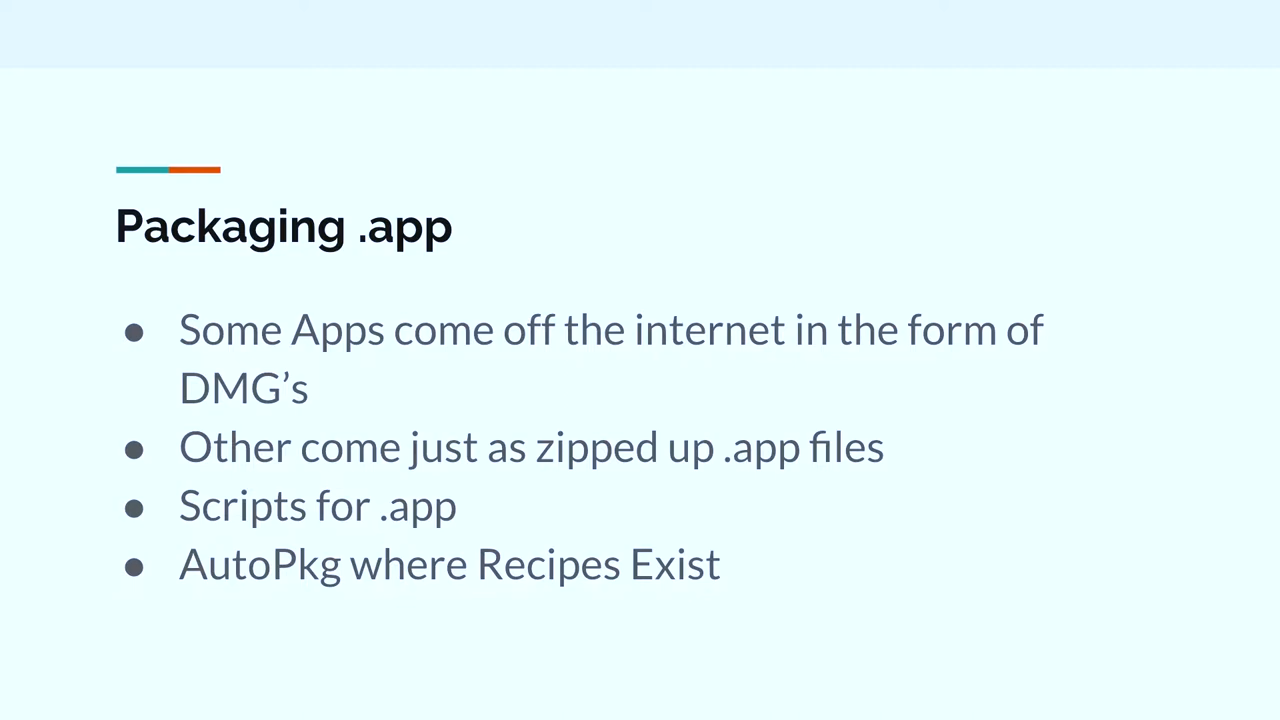 Packaging .app
● Some Apps come off the internet in the form of
DMG’s
● Other come just as zipped up .app files
● Scripts for .app
● AutoPkg where Recipes Exist